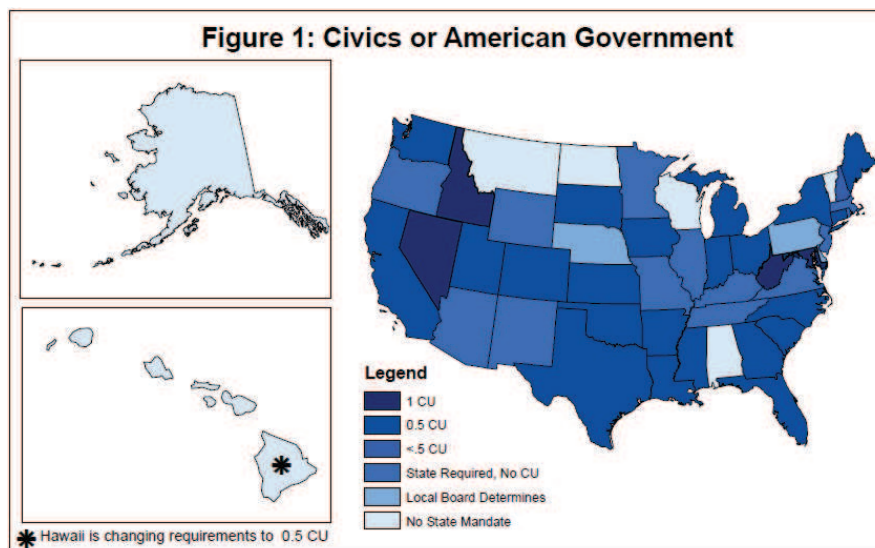 Figure 1: Civics or American Government
Legend
1 CU
0.5 CU
<.5 CU
State Required, No CU
Local Board Determines
No State Mandate
Hawaii is changing requirements to 0.5 CU